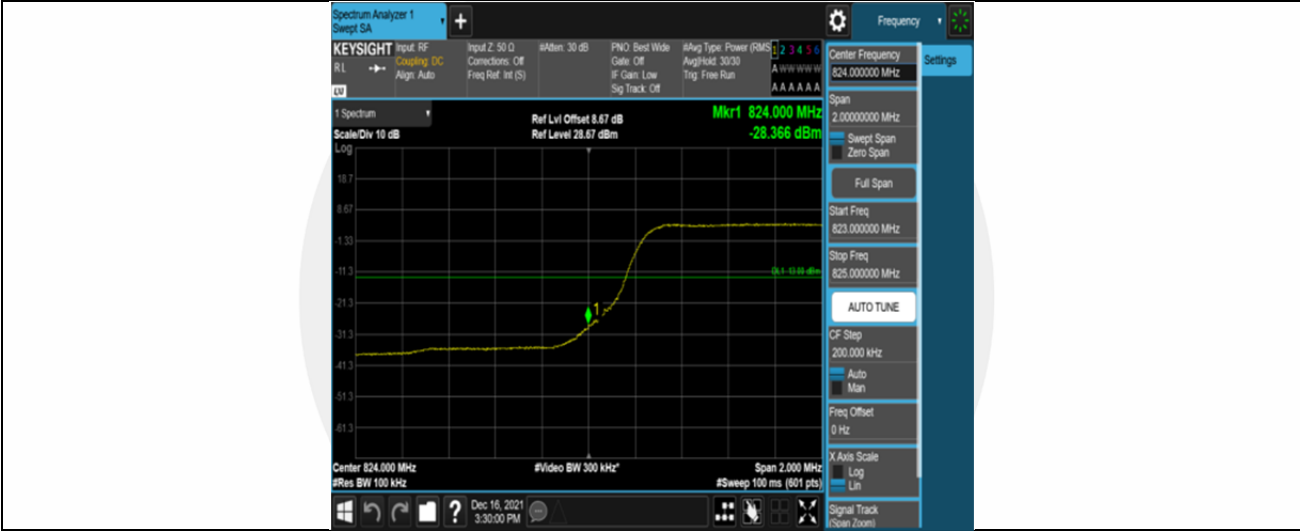 Spectrum Analyzer 1
Swept SA
+
Frequency
KEYSIGHT
RL
Input: RF
Coupling: DC
Align: Auto
Input Z: 50 Ω
Corrections: Off
Freq Ref: Int (S)
#Atten: 30 dB
PNO: Best Wide
Gate: Off
IF Gain: Low
Sig Track: Off
#Avg Type: Power (RMS
Avg|Hold: 30/30
Trig: Free Run
1 2 3 4 5 6
A W W W W W
A A A A A A
1 Spectrum
Scale/Div 10 dB
Log
Ref Lvl Offset 8.67 dB
Ref Level 28.67 dBm
Mkr1 824.000 MHz
-28.366 dBm
18.7
8.67
-1.33
-11.3
-21.3
-31.3
-41.3
-51.3
-61.3
DL1 -13.00 dBm
1
Center 824.000 MHz
#Res BW 100 kHz
#Video BW 300 kHz*
Span 2.000 MHz
#Sweep 100 ms (601 pts)
?
Dec 16, 2021
3:30:00 PM
Center Frequency
824.000000 MHz
Span
2.00000000 MHz
Swept Span
Zero Span
Full Span
Start Freq
823.000000 MHz
Stop Freq
825.000000 MHz
AUTO TUNE
CF Step
200.000 kHz
Auto
Man
Freq Offset
0 Hz
X Axis Scale
Log
Lin
Signal Track
(Span Zoom)
Settings